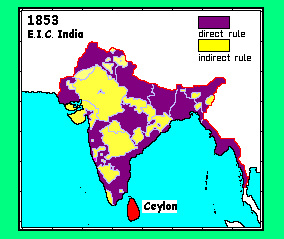 1853
E.I.C. India
direct rule
indirect rule
Ceylon